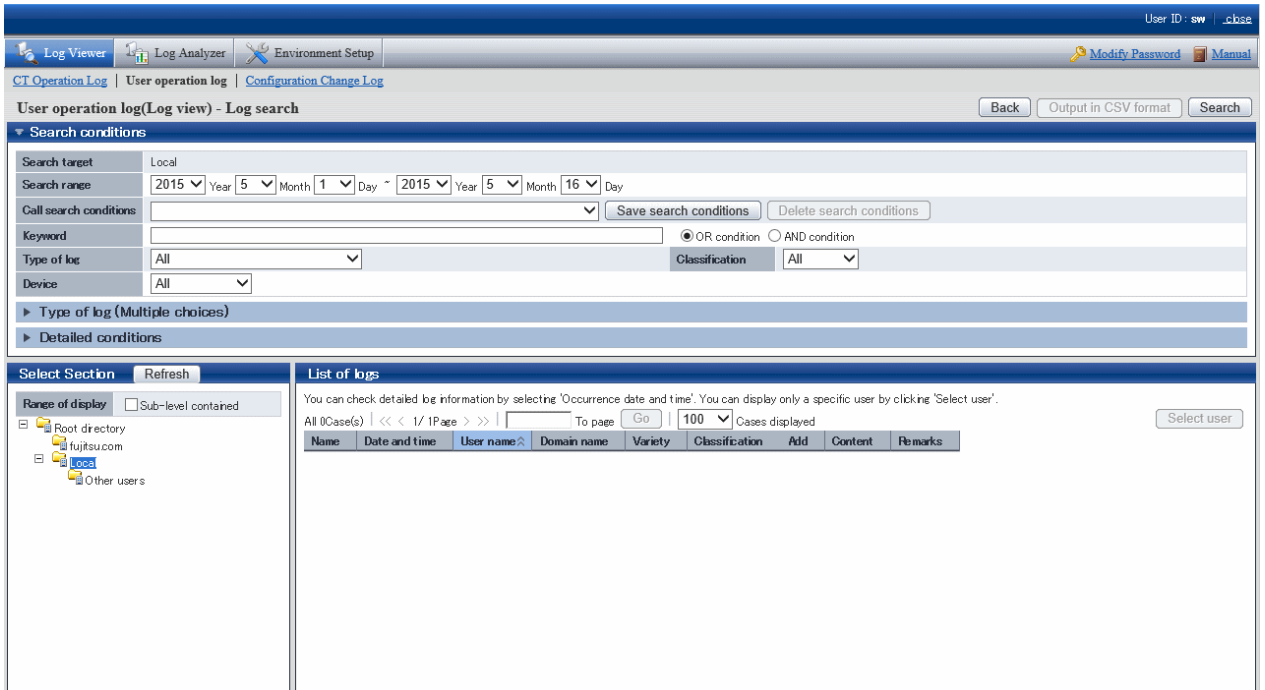 User ID : sw | close
Log Viewer Log Analyzer Environment Setup Modify Password Manual
CT Operation Log | User operation log | Configuration Change Log
User operation log(Log view) - Log search Back Output in CSV format Search
Search conditions
Search target Local
Search range 2015 Year 5 Month 1 Day ~ 2015 Year 5 Month 16 Day
Call search conditions Save search conditions Delete search conditions
Keyword OR condition AND condition
Type of log All Classification All
Device All
Type of log (Multiple choices)
Detailed conditions
Select Section Refresh
Range of display Sub-level contained
Root directory
fujitsu.com
Local
Other users
List of logs
You can check detailed log information by selecting 'Occurrence date and time'. You can display only a specific user by clicking 'Select user'.
All 0Case(s) | << < 1/ 1Page > >> | To page Go | 100 Cases displayed Select user
Name Date and time User name Domain name Variety Classification Add Content Remarks